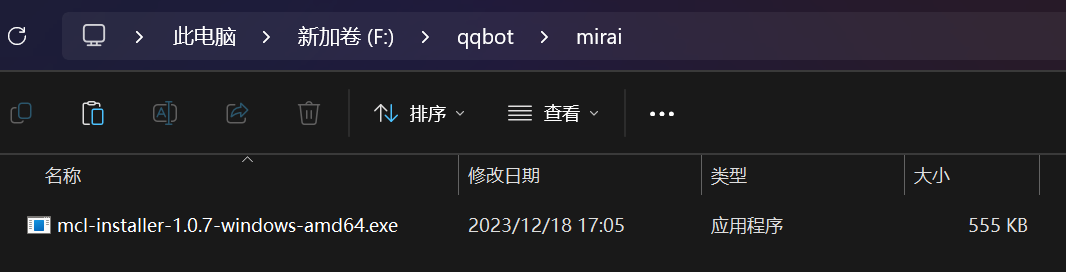 此电脑 新加卷 (F:) qqbot mirai
排序 查看
名称 修改日期 类型 大小
mcl-installer-1.0.7-windows-amd64.exe 2023/12/18 17:05 应用程序 555 KB